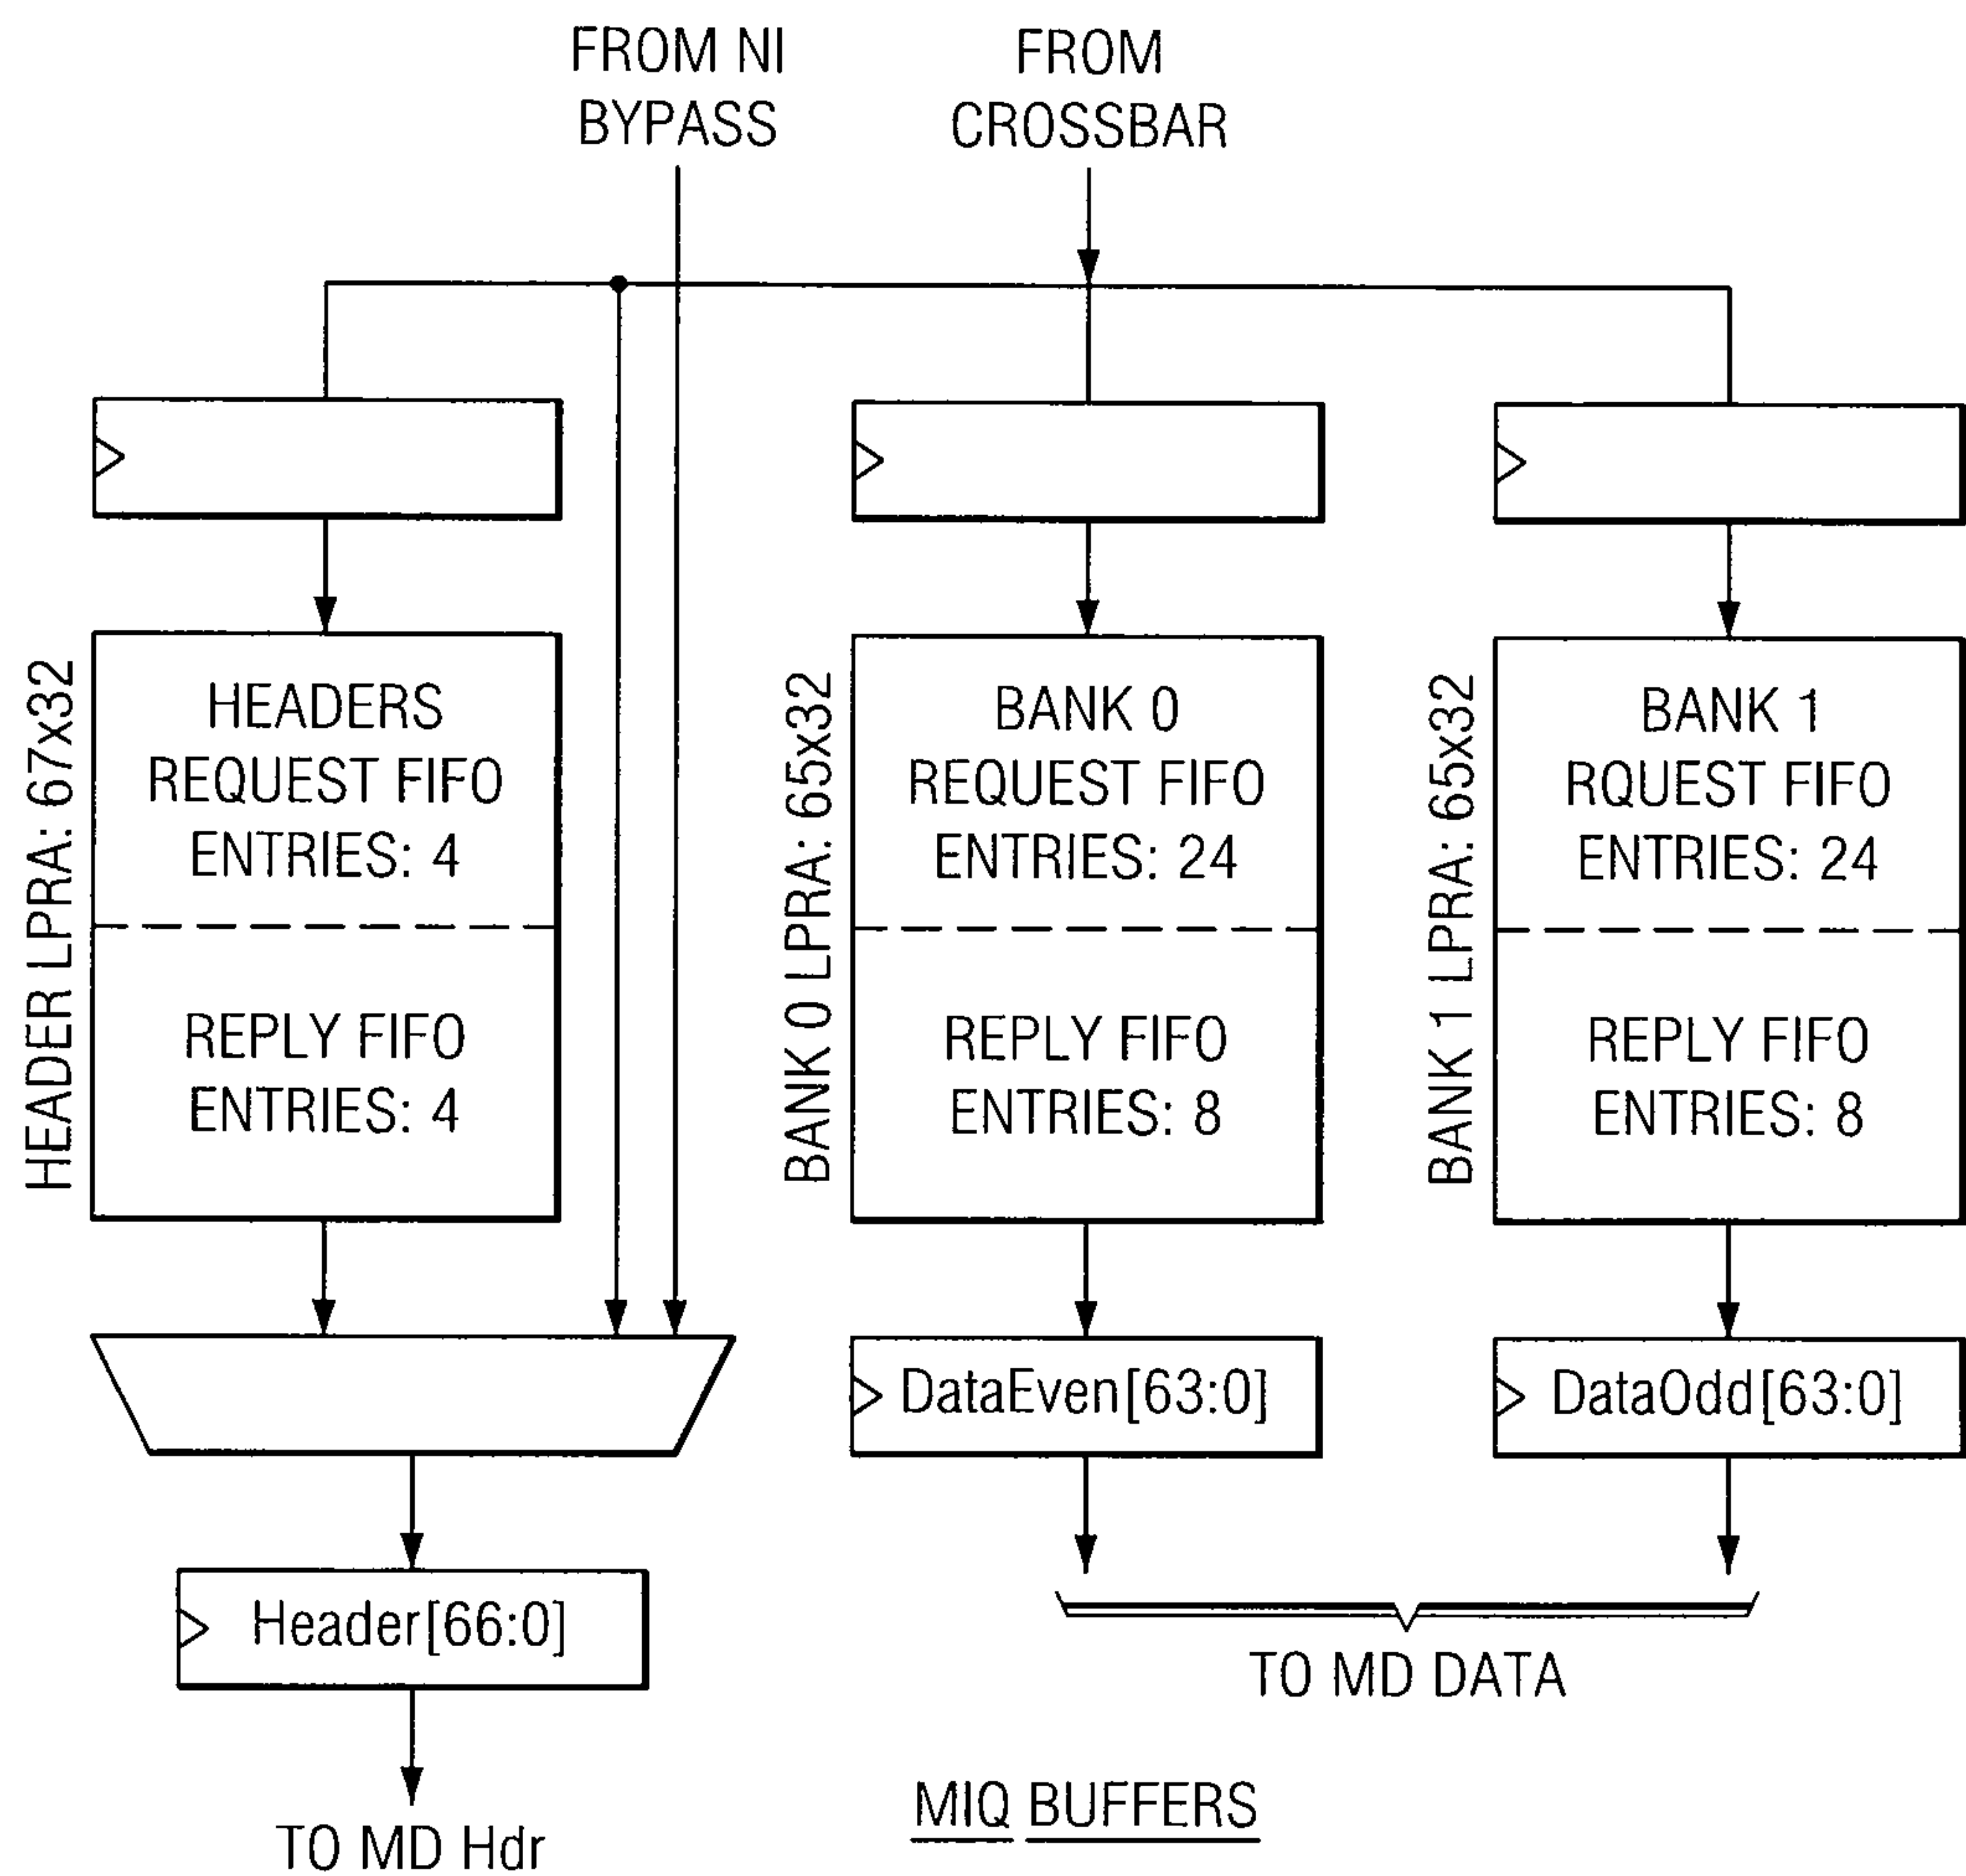 FROM NI
BYPASS
FROM
CROSSBAR
HEADER LPRA: 67x32
HEADERS
REQUEST FIFO
ENTRIES: 4
REPLY FIFO
ENTRIES: 4
BANK 0 LPRA: 65x32
BANK 0
REQUEST FIFO
ENTRIES: 24
REPLY FIFO
ENTRIES: 8
BANK 1 LPRA: 65x32
BANK 1
RQUEST FIFO
ENTRIES: 24
REPLY FIFO
ENTRIES: 8
DataEven[63:0]
DataOdd[63:0]
Header[66:0]
TO MD DATA
TO MD Hdr
MIQ BUFFERS